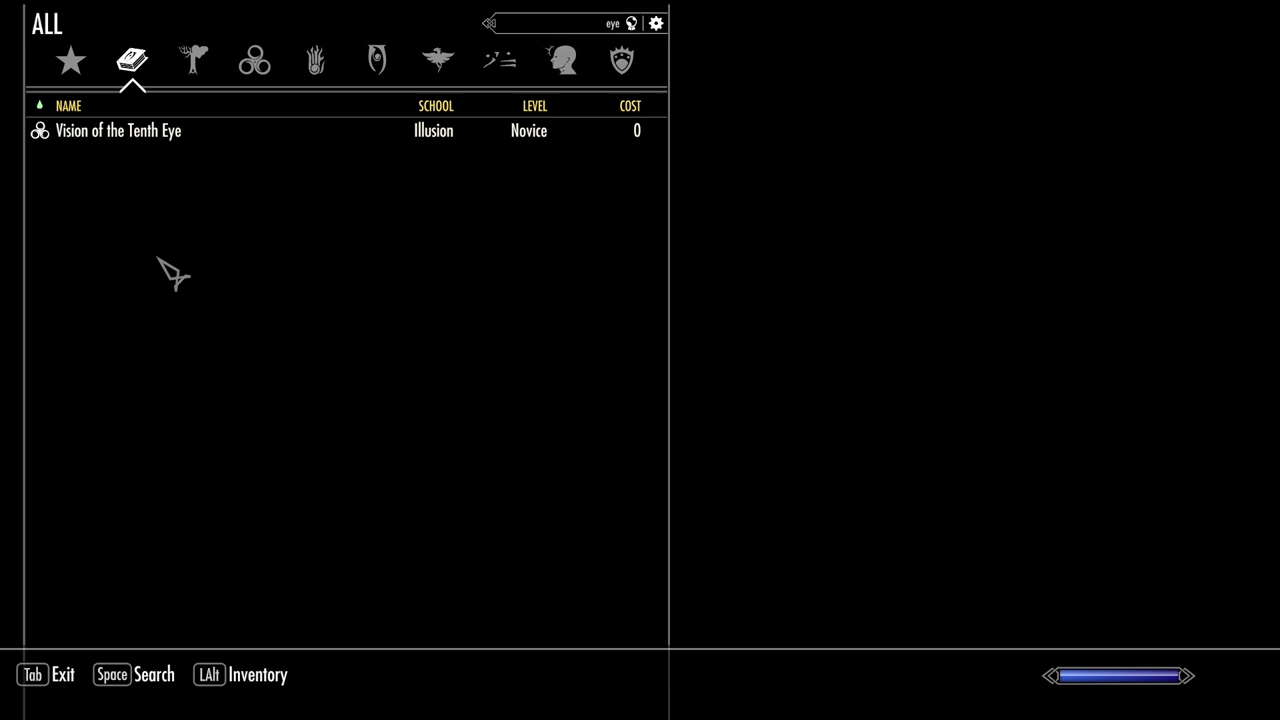 ALL
eye
NAME SCHOOL LEVEL COST
Vision of the Tenth Eye Illusion Novice 0
Tab Exit Space Search LAlt Inventory